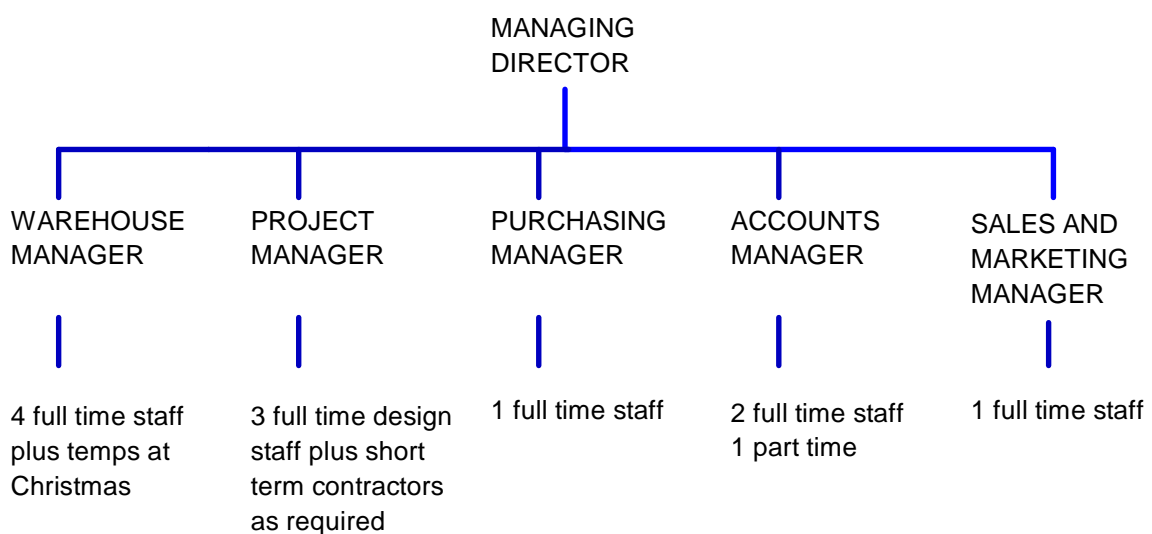 MANAGING
DIRECTOR
WAREHOUSE
MANAGER
PROJECT
MANAGER
PURCHASING
MANAGER
ACCOUNTS
MANAGER
SALES AND
MARKETING
MANAGER
4 full time staff
plus temps at
Christmas
3 full time design
staff plus short
term contractors
as required
1 full time staff
2 full time staff
1 part time
1 full time staff